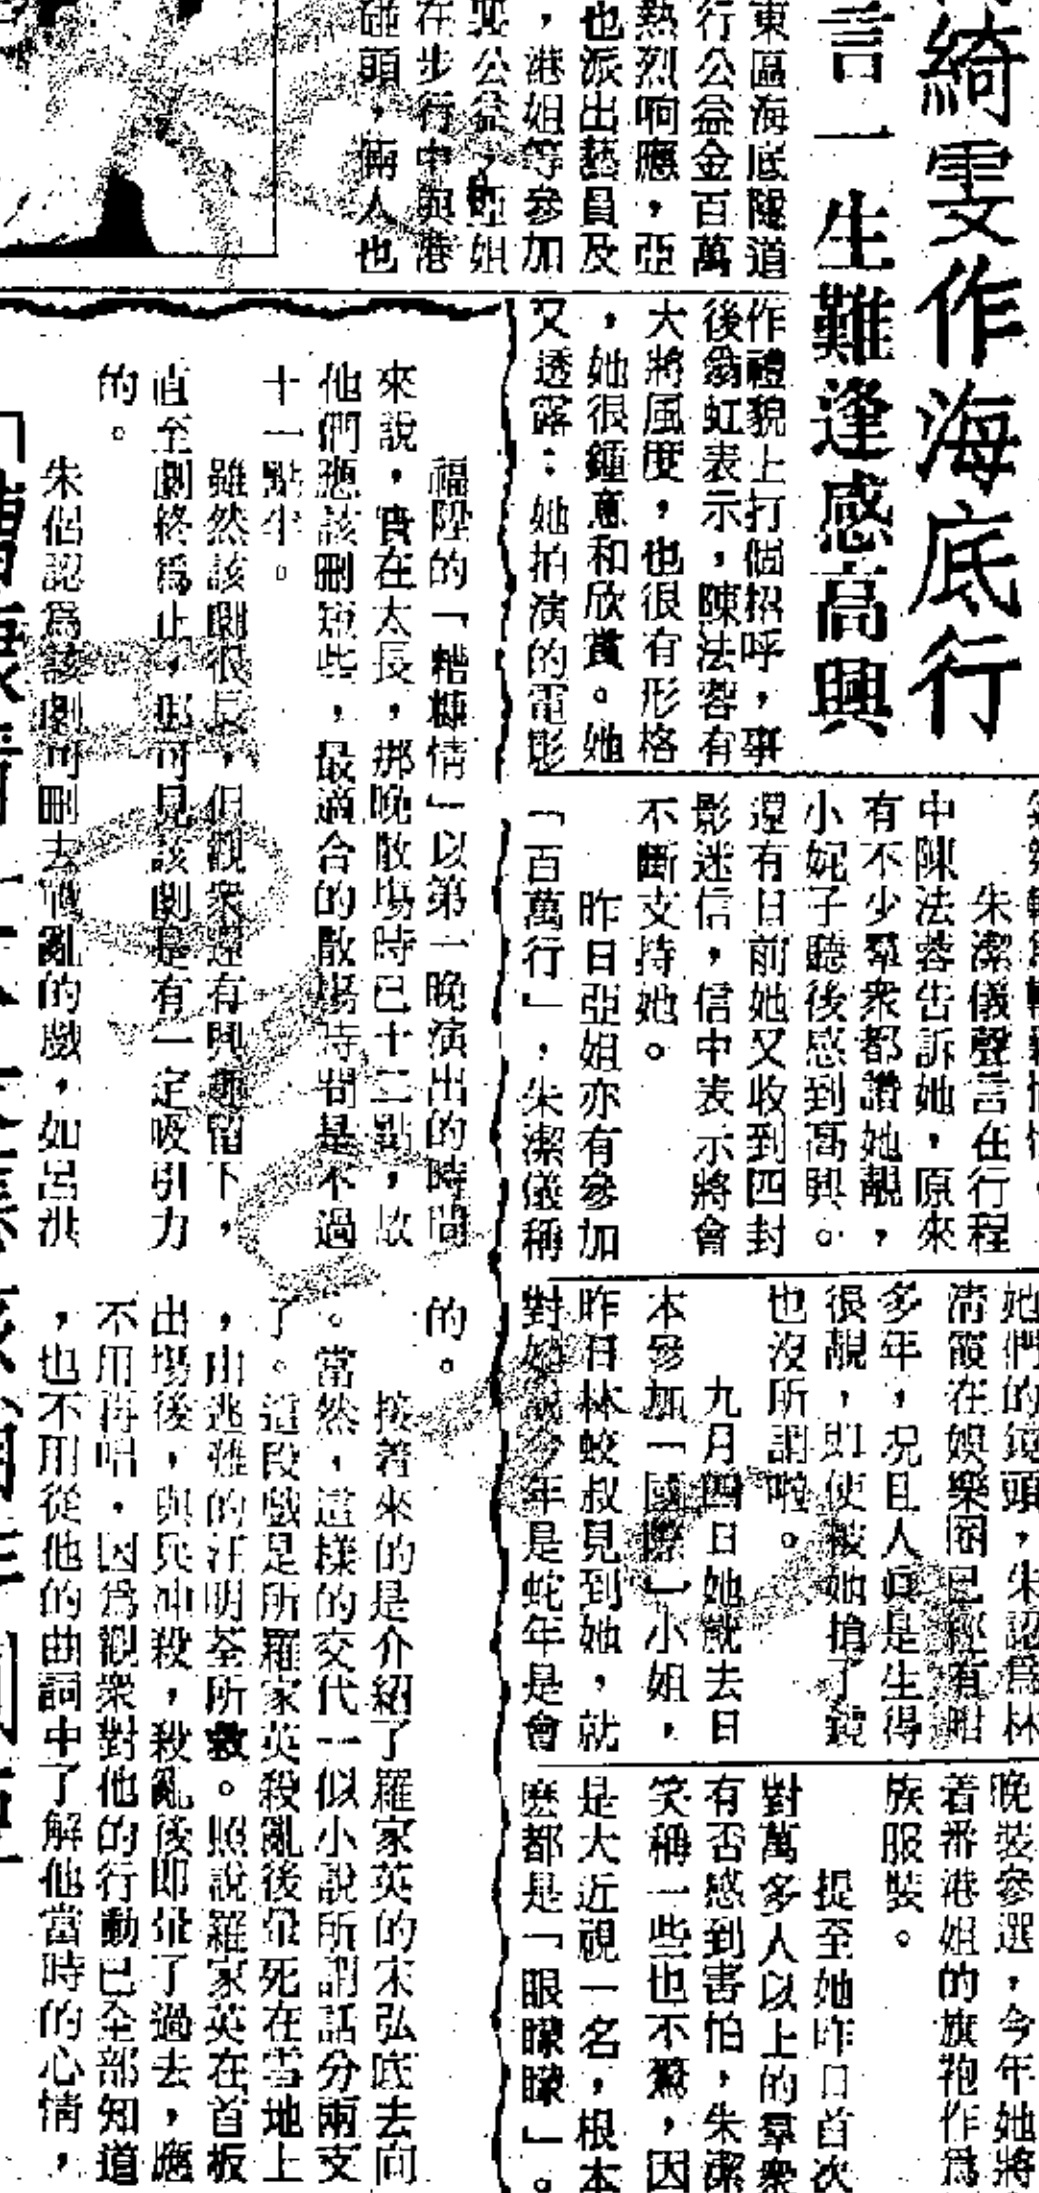 綺雯作海底行
言一生難逢感高興
東區海底隧道
行公益金百萬
熱烈响應，亞
也派出藝員及
，港姐等參加
公益，亞姐
在步行中與港
碰頭，倆人也
作禮貌上打個招呼，事
後翁虹表示，陳法蓉有
大將風度，也很有形格
，她很鍾意和欣賞。她
又透露：她拍演的電影
朱潔儀聲言在行程
中陳法蓉告訴她，原來
有不少羣衆都讚她靚，
小妮子聽後感到高興。
還有日前她又收到四封
影迷信，信中表示將會
不斷支持她。
昨日亞姐亦有參加
「百萬行」，朱潔儀稱
她們的鏡頭，朱認爲林
淸霞在娛樂圈已經有咁
多年，况且人眞是生得
很靚，即使被她搶了鏡
也沒所謂啦。
九月四日她就去日
本參加「國際」小姐，
昨日林蛟叔見到她，就
對她說今年是蛇年是會
晚裝參選，今年她將
着番港姐的旗袍作爲
族服裝。
提至她昨日首次
對萬多人以上的羣衆
有否感到害怕，朱潔
笑稱一些也不驚，因
是大近視一名，根本
麽都是「眼矇矇」。
福陞的「糟糠情」以第一晚演出的時間
來說，實在太長，那晚散場時已十二點，故
他們應該刪短些，最適合的散場時間是不過
十一點半。
雖然該劇很長，但觀衆還有興趣留下，
直至劇終爲止，那可見該劇是有一定吸引力
的。
朱侶認爲該劇可刪去戰亂的戲，如呂洪
的。
接着來的是介紹了羅家英的宋弘底去向
。當然，這樣的交代一似小說所謂話分兩支
了。這段戲是所羅家英殺亂後暈死在雪地上
，由逃難的汪明荃所救。照說羅家英在首板
出場後，與兵冲殺，殺亂後即暈了過去，應
不用再唱，因爲觀衆對他的行動已全部知道
，也不用從他的曲詞中了解他當時的心情，